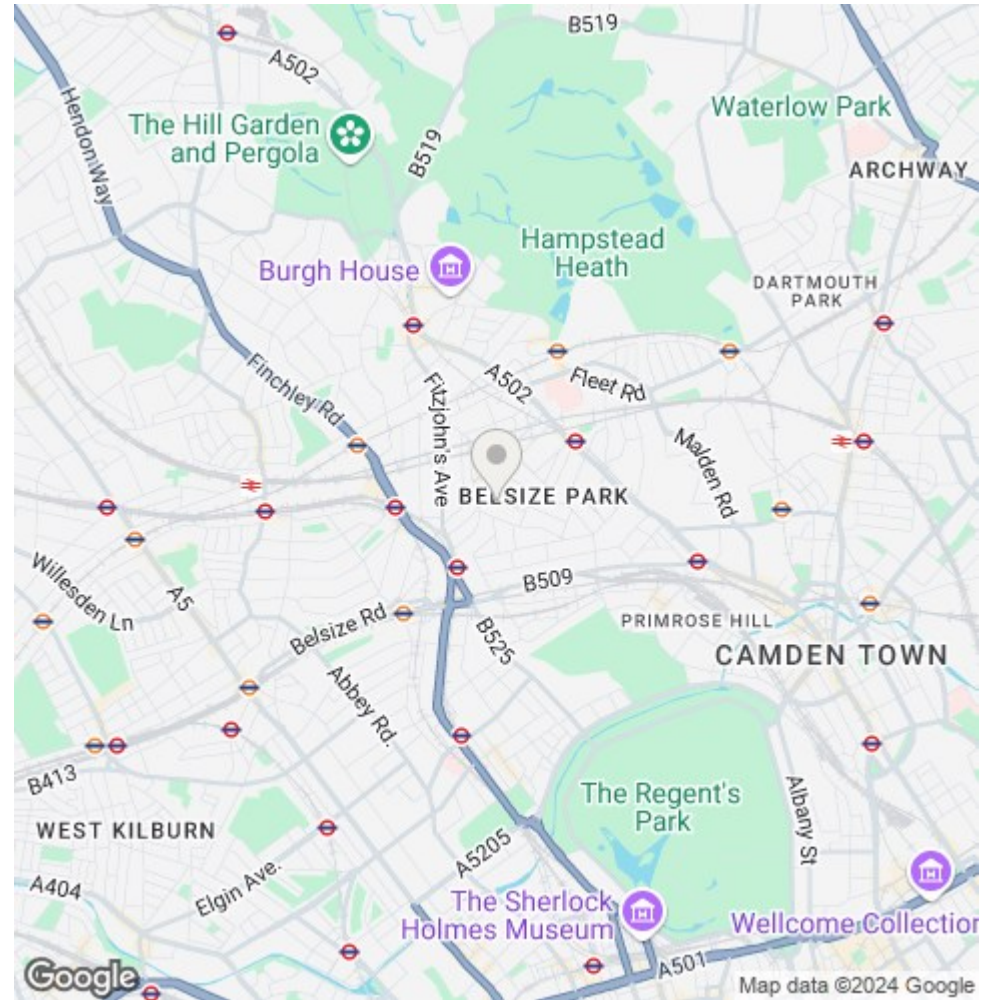 B519
A502
Hendon Way
The Hill Garden
and Pergola
B519
Waterlow Park
ARCHWAY
Hampstead
Heath
Burgh House
DARTMOUTH
PARK
Finchley Rd
A502
Fleet Rd
Fitzjohn's Ave
Malden Rd
BELSIZE PARK
Willesden Ln
A5
B509
Belsize Rd
B525
PRIMROSE HILL
CAMDEN TOWN
Abbey Rd.
B413
The Regent's
Park
Albany St
WEST KILBURN
A5205
Elgin Ave.
A404
The Sherlock
Holmes Museum
Wellcome Collection
A501
Google
Map data ©2024 Google